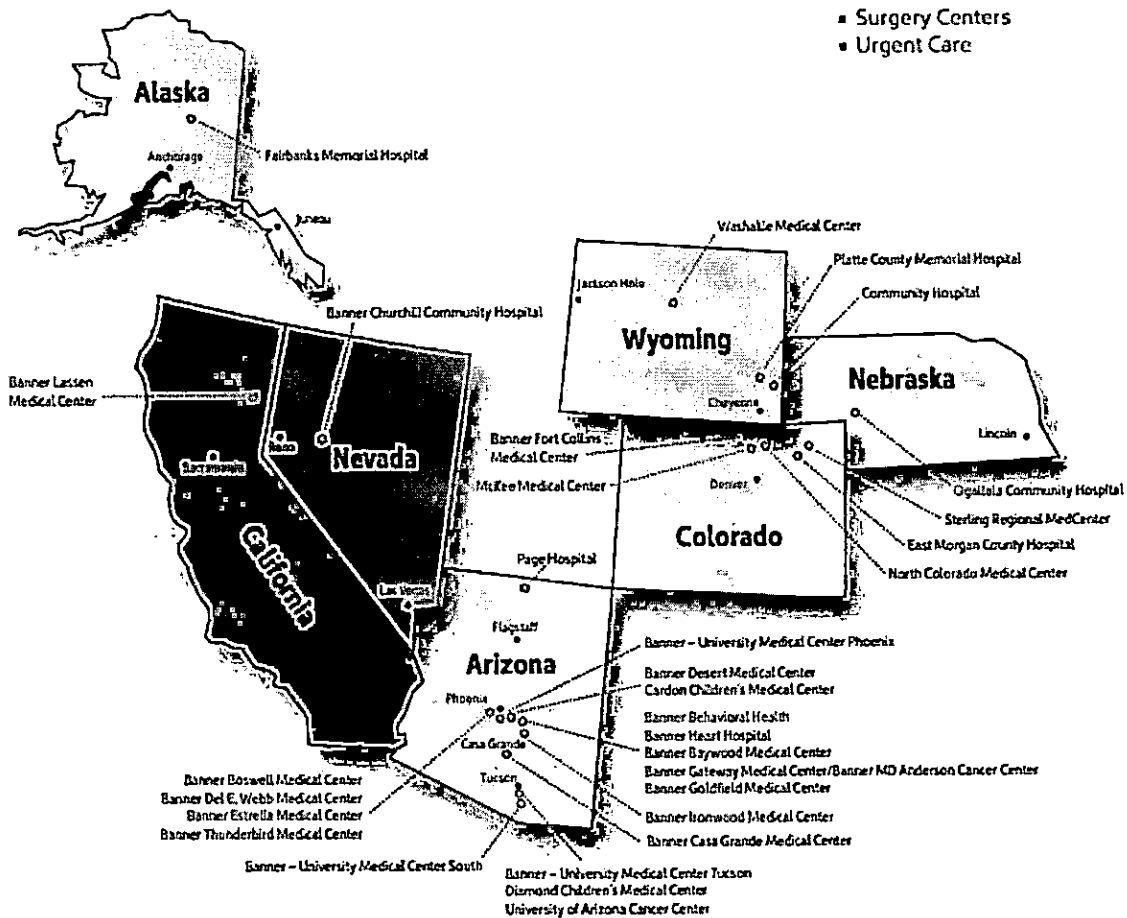 ▪ Surgery Centers
▪ Urgent Care
Alaska
Fairbanks Memorial Hospital
Anchorage
Juneau
Washakie Medical Center
Platte County Memorial Hospital
Jackson Hole
Community Hospital
Banner Churchill Community Hospital
Wyoming
Banner Lassen
Medical Center
Nebraska
Cheyenne
Lincoln
Banner Fort Collins
Medical Center
Reno
Nevada
Sacramento
McKee Medical Center
Denver
Ogallala Community Hospital
Sterling Regional MedCenter
Colorado
East Morgan County Hospital
California
Page Hospital
North Colorado Medical Center
Las Vegas
Flagstaff
Banner – University Medical Center Phoenix
Arizona
Banner Desert Medical Center
Cardon Children's Medical Center
Phoenix
Banner Behavioral Health
Banner Heart Hospital
Casa Grande
Banner Baywood Medical Center
Banner Gateway Medical Center/Banner MD Anderson Cancer Center
Banner Goldfield Medical Center
Tucson
Banner Boswell Medical Center
Banner Del E. Webb Medical Center
Banner Estrella Medical Center
Banner Thunderbird Medical Center
Banner Ironwood Medical Center
Banner Casa Grande Medical Center
Banner – University Medical Center South
Banner – University Medical Center Tucson
Diamond Children's Medical Center
University of Arizona Cancer Center